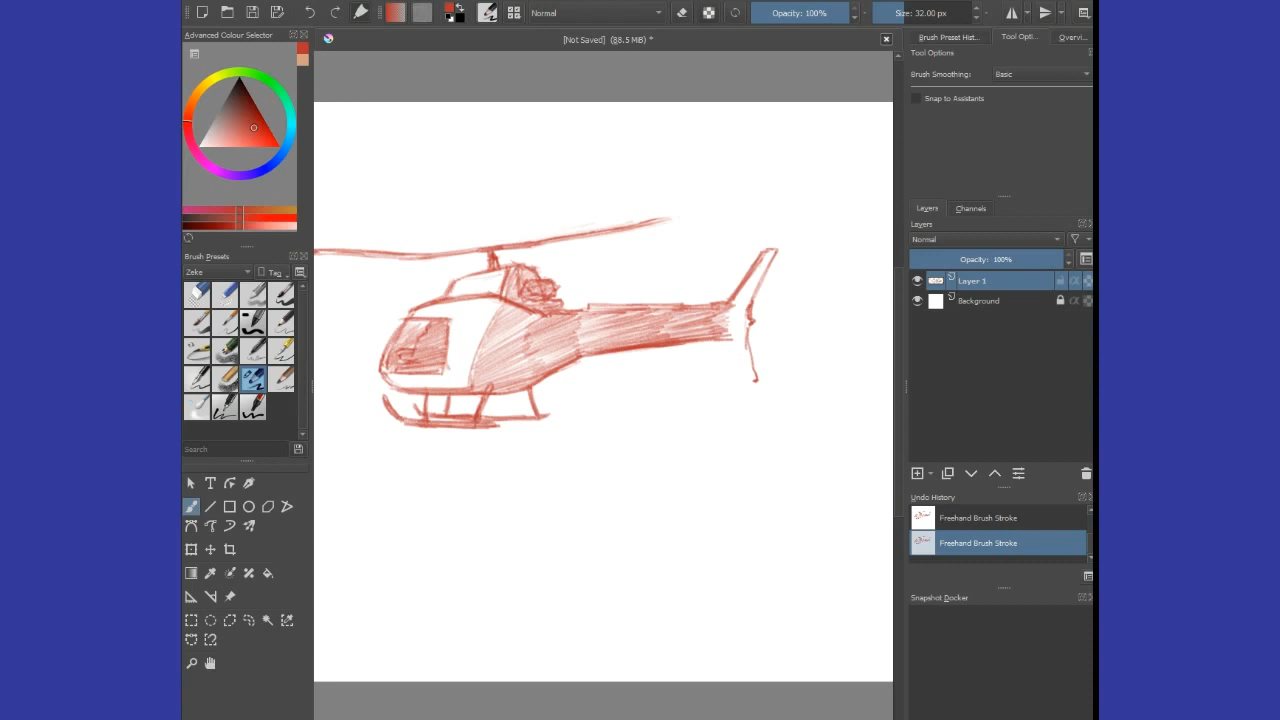 Normal
Opacity: 100%
Size: 32.00 px
Advanced Colour Selector
[Not Saved] (88.5 MiB) *
Brush Preset Hist...
Tool Opti...
Overvi...
Tool Options
Brush Smoothing:
Basic
Snap to Assistants
Layers
Channels
Layers
Normal
Opacity: 100%
Layer 1
Background
Brush Presets
Zeke
Tag
Search
Undo History
Freehand Brush Stroke
Freehand Brush Stroke
Snapshot Docker